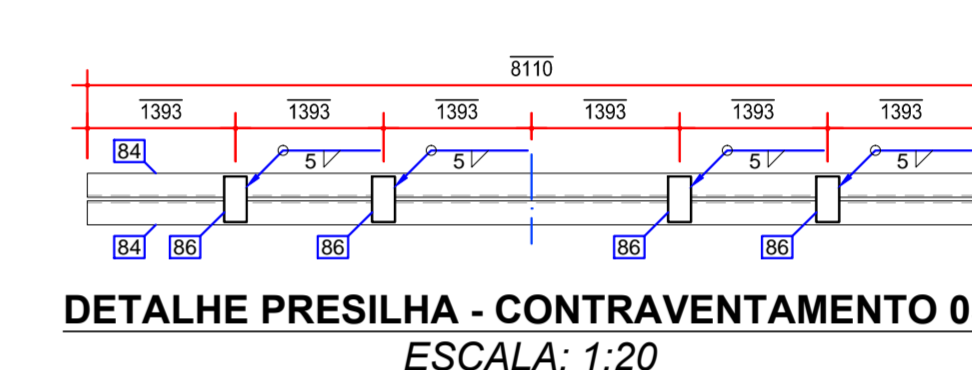 8110
1393 1393 1393 1393 1393 1393
84 5 5 5 5
84 86 86 86 86
DETALHE PRESILHA - CONTRAVENTAMENTO 0
ESCALA: 1:20